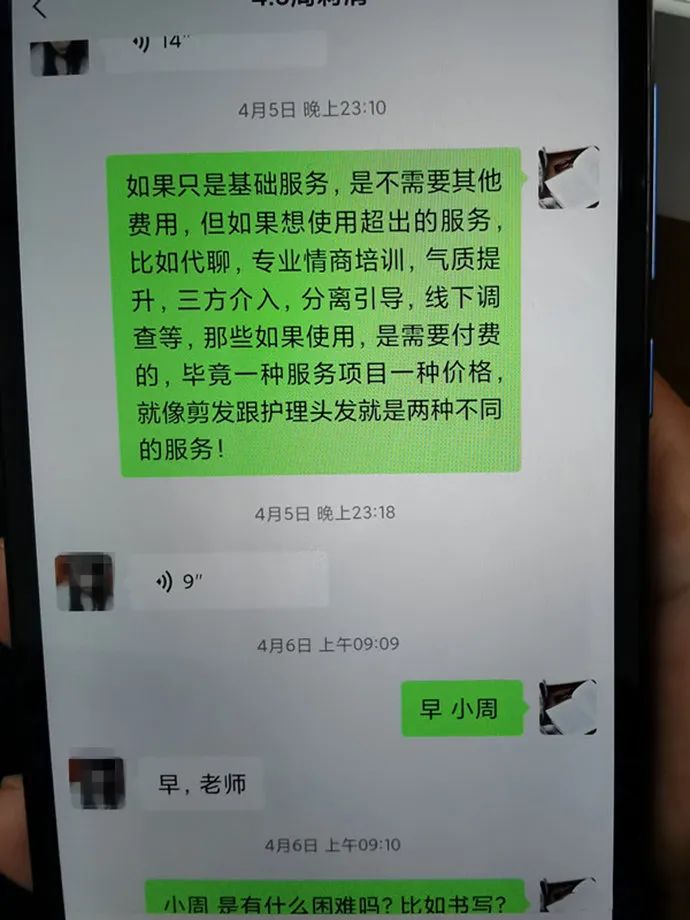 14"
4月5日 晚上23:10
如果只是基础服务，是不需要其他
费用，但如果想使用超出的服务，
比如代聊，专业情商培训，气质提
升，三方介入，分离引导，线下调
查等，那些如果使用，是需要付费
的，毕竟一种服务项目一种价格，
就像剪发跟护理头发就是两种不同
的服务！
4月5日 晚上23:18
9"
4月6日 上午09:09
早 小周
早，老师
4月6日 上午09:10
小周 是有什么困难吗？比如书写？